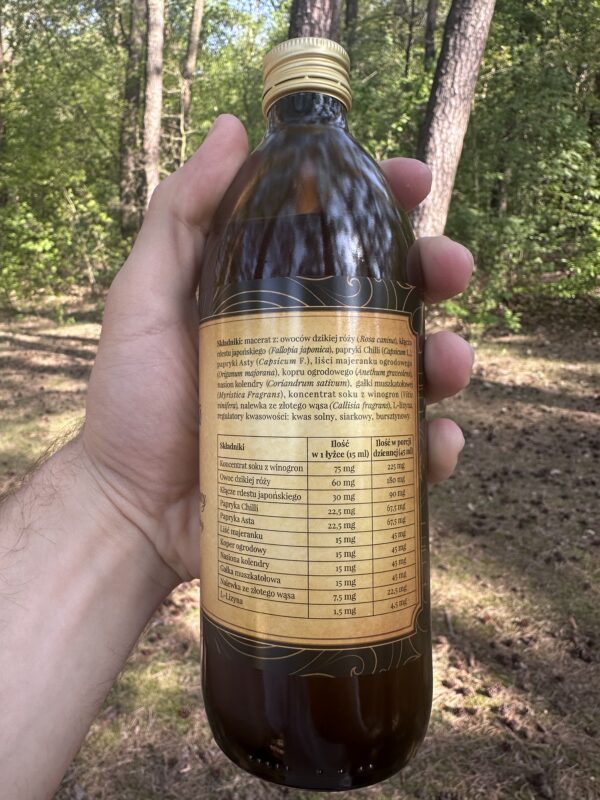 Składniki: macerat z: owoców dzikiej róży (Rosa canina), kłącza
rdestu japońskiego (Fallopia japonica), papryki Chilli (Capsicum L.),
papryki Asty (Capsicum F.), liści majeranku ogrodowego
(Origanum majorana), kopru ogrodowego (Anethum graveolens),
nasion kolendry (Coriandrum sativum), gałki muszkatołowej
(Myristica Fragrans), koncentrat soku z winogron (Vitis
vinifera), nalewka ze złotego wąsa (Callisia fragrans), L-lizyna,
regulatory kwasowości: kwas solny, siarkowy, bursztynowy.
Składniki Ilość w 1 łyżce (15 ml) Ilość w porcji dziennej (45 ml)
Koncentrat soku z winogron 75 mg 225 mg
Owoc dzikiej róży 60 mg 180 mg
Kłącze rdestu japońskiego 30 mg 90 mg
Papryka Chilli 22,5 mg 67,5 mg
Papryka Asta 22,5 mg 67,5 mg
Liść majeranku 15 mg 45 mg
Koper ogrodowy 15 mg 45 mg
Nasiona kolendry 15 mg 45 mg
Gałka muszkatołowa 15 mg 45 mg
Nalewka ze złotego wąsa 7,5 mg 22,5 mg
L-Lizyna 1,5 mg 4,5 mg